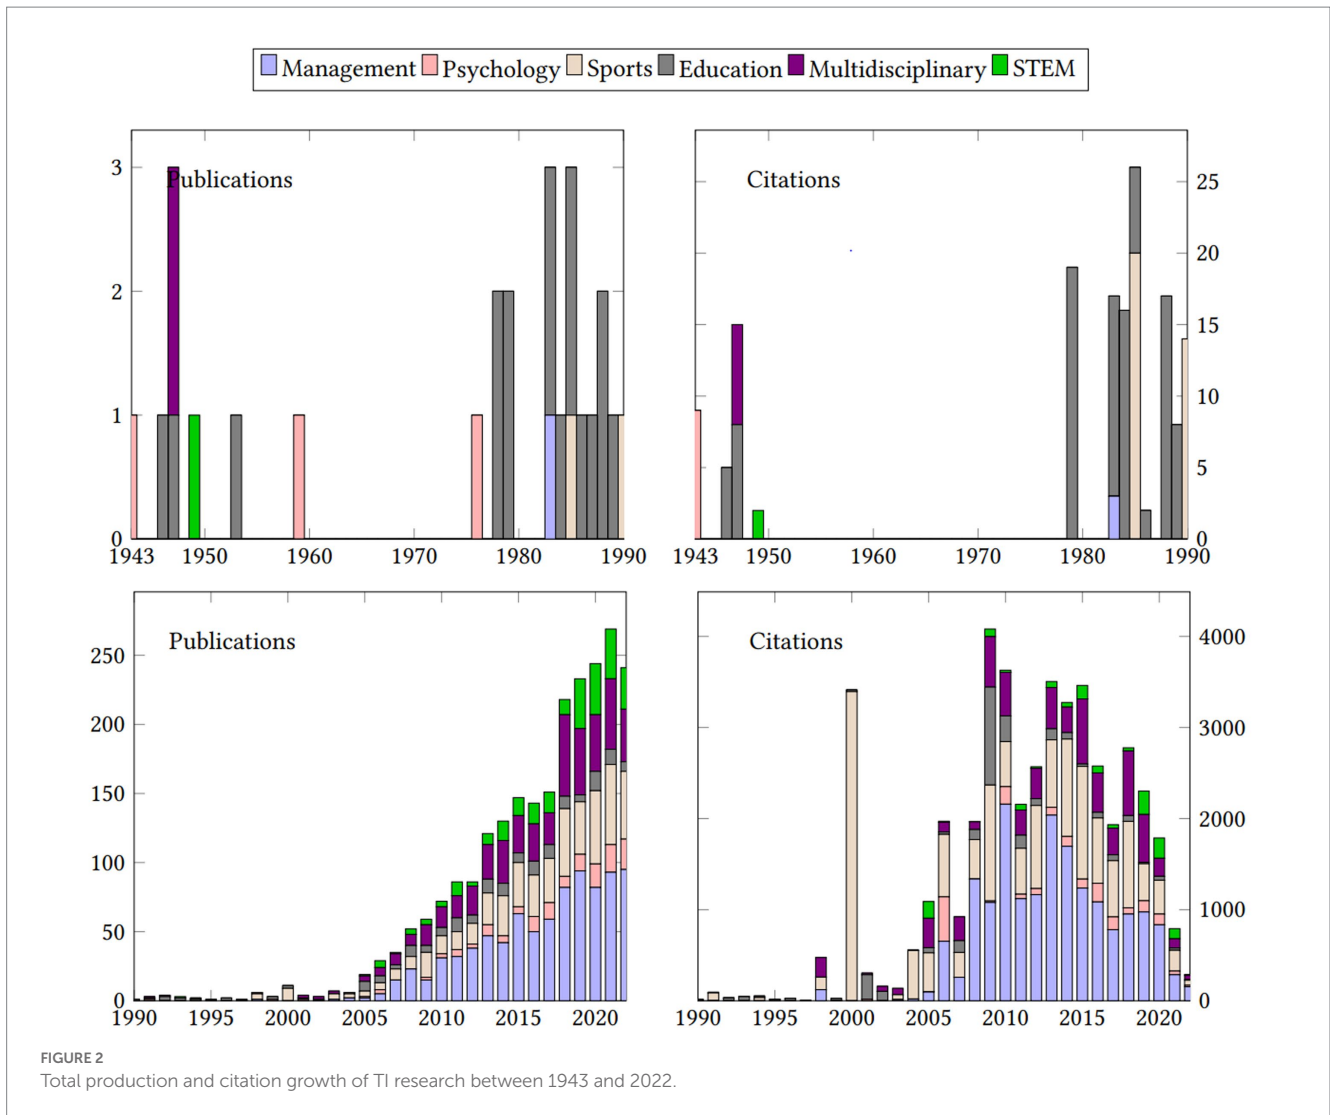 Management Psychology Sports Education Multidisciplinary STEM
Publications
3
2
1
0
1943 1950 1960 1970 1980 1990
Citations
25
20
15
10
5
0
1943 1950 1960 1970 1980 1990
Publications
250
200
150
100
50
0
1990 1995 2000 2005 2010 2015 2020
Citations
4000
3000
2000
1000
0
1990 1995 2000 2005 2010 2015 2020
FIGURE 2
Total production and citation growth of TI research between 1943 and 2022.